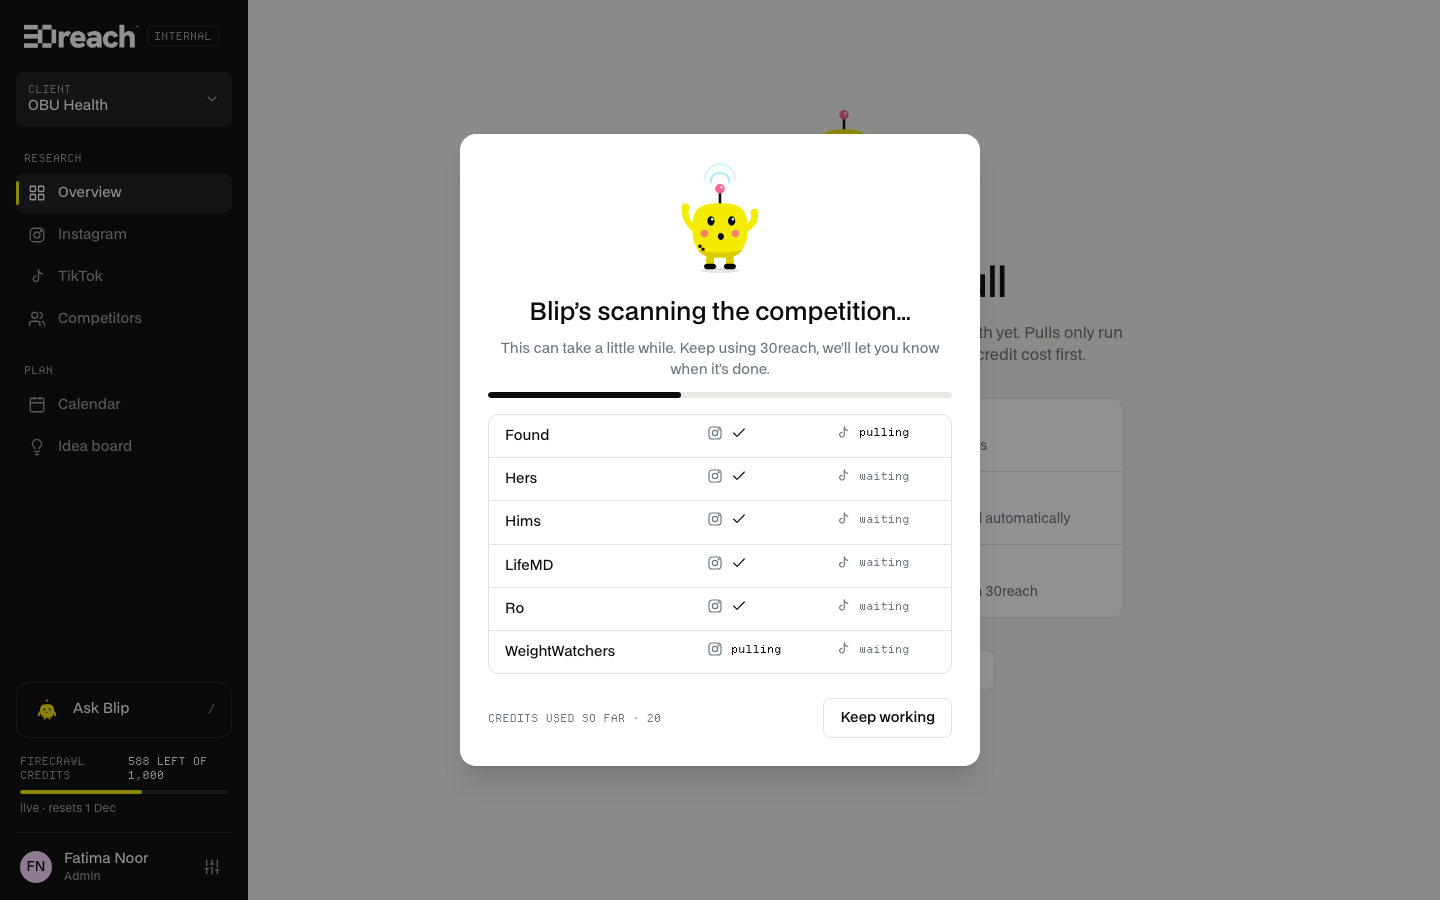 30reach
INTERNAL
CLIENT
OBU Health
RESEARCH
Overview
Instagram
TikTok
Competitors
PLAN
Calendar
Idea board
Ask Blip /
FIRECRAWL CREDITS
588 LEFT OF 1,000
live · resets 1 Dec
FN
Fatima Noor
Admin
Blip’s scanning the competition...
This can take a little while. Keep using 30reach, we’ll let you know
when it’s done.
Found pulling
Hers waiting
Hims waiting
LifeMD waiting
Ro waiting
WeightWatchers pulling waiting
CREDITS USED SO FAR · 20
Keep working
yet. Pulls only run
credit cost first.
automatically
30reach